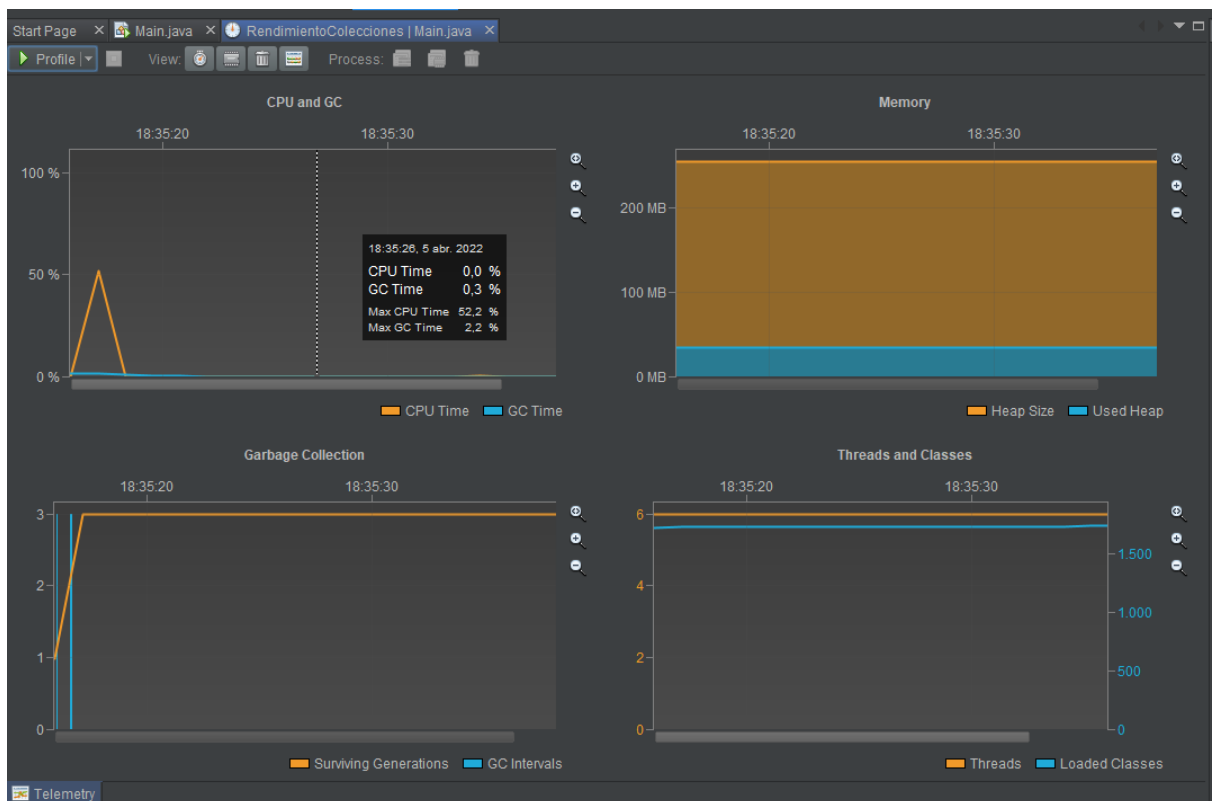 Start Page Main.java RendimientoColecciones | Main.java
Profile View: Process:
CPU and GC
18:35:20 18:35:30
100 %
50 %
0 %
18:35:26, 5 abr. 2022
CPU Time 0,0 %
GC Time 0,3 %
Max CPU Time 52,2 %
Max GC Time 2,2 %
CPU Time GC Time
Memory
18:35:20 18:35:30
200 MB
100 MB
0 MB
Heap Size Used Heap
Garbage Collection
18:35:20 18:35:30
3
2
1
0
Surviving Generations GC Intervals
Threads and Classes
18:35:20 18:35:30
6
4
2
0
1.500
1.000
500
0
Threads Loaded Classes
Telemetry